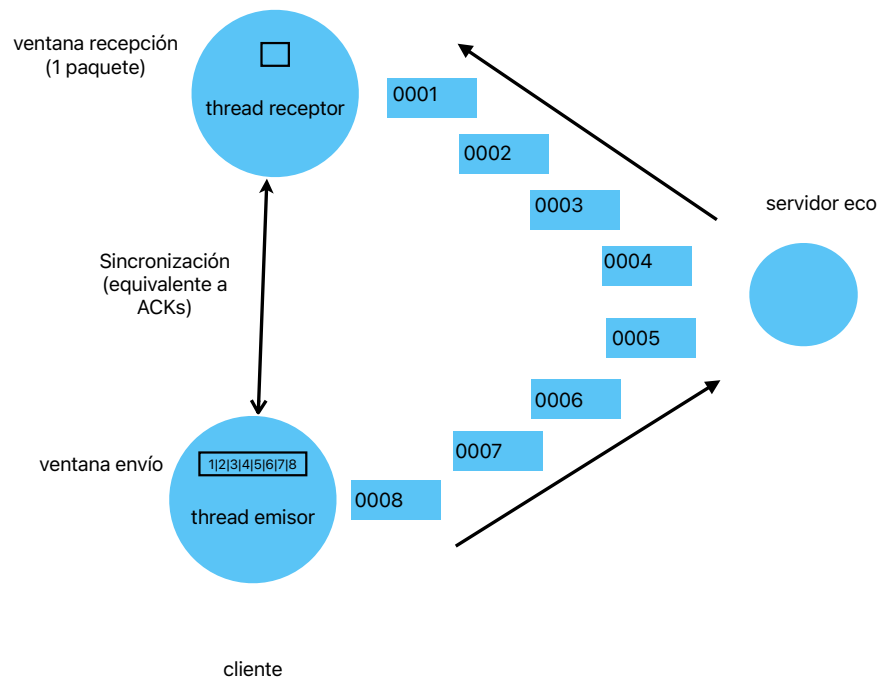 ventana recepción
(1 paquete)
thread receptor
0001
0002
0003
0004
servidor eco
Sincronización
(equivalente a
ACKs)
0005
0006
0007
0008
ventana envío
1|2|3|4|5|6|7|8
thread emisor
cliente